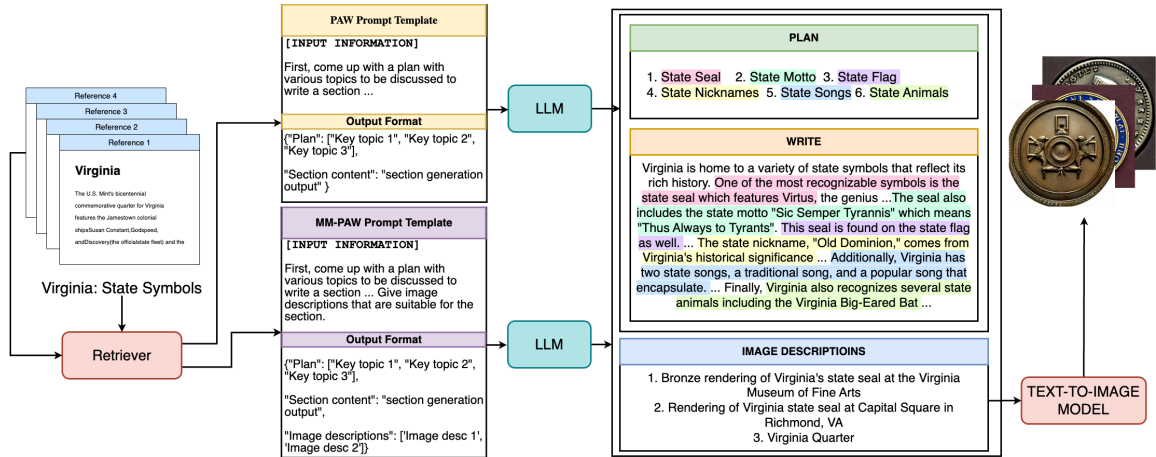 Reference 4
Reference 3
Reference 2
Reference 1
Virginia
The U.S. Mint's bicentennial
commemorative quarter for Virginia
features the Jamestown colonial
shipsSusan Constant,Godspeed,
andDiscovery(the officialstate fleet) and the
Virginia: State Symbols
Retriever
PAW Prompt Template
[INPUT INFORMATION]
First, come up with a plan with
various topics to be discussed to
write a section ...
Output Format
{"Plan": ["Key topic 1", "Key topic 2",
"Key topic 3"],
"Section content": "section generation
output" }
MM-PAW Prompt Template
[INPUT INFORMATION]
First, come up with a plan with
various topics to be discussed to
write a section ... Give image
descriptions that are suitable for the
section.
Output Format
{"Plan": ["Key topic 1", "Key topic 2",
"Key topic 3"],
"Section content": "section generation
output",
"Image descriptions": ['Image desc 1',
'Image desc 2']}
LLM
LLM
PLAN
1. State Seal 2. State Motto 3. State Flag
4. State Nicknames 5. State Songs 6. State Animals
WRITE
Virginia is home to a variety of state symbols that reflect its
rich history. One of the most recognizable symbols is the
state seal which features Virtus, the genius ...The seal also
includes the state motto "Sic Semper Tyrannis" which means
"Thus Always to Tyrants". This seal is found on the state flag
as well. ... The state nickname, "Old Dominion," comes from
Virginia's historical significance ... Additionally, Virginia has
two state songs, a traditional song, and a popular song that
encapsulate. ... Finally, Virginia also recognizes several state
animals including the Virginia Big-Eared Bat ...
IMAGE DESCRIPTIOINS
1. Bronze rendering of Virginia's state seal at the Virginia
Museum of Fine Arts
2. Rendering of Virginia state seal at Capital Square in
Richmond, VA
3. Virginia Quarter
TEXT-TO-IMAGE
MODEL